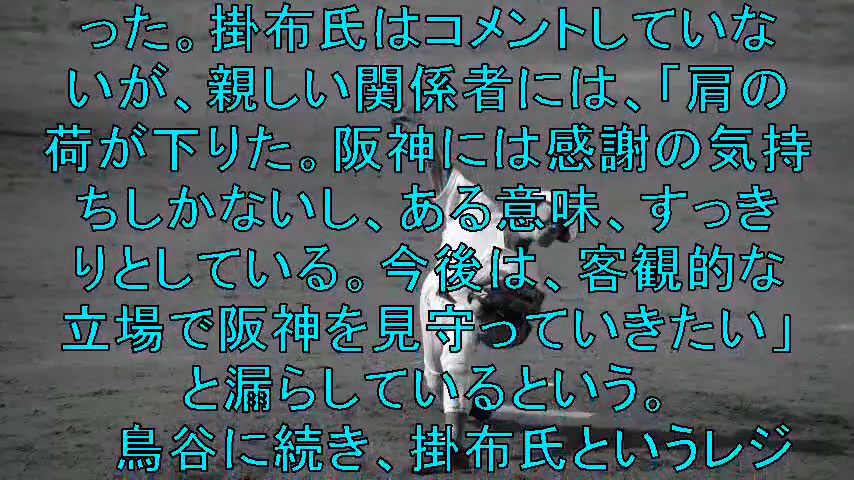 った。掛布氏はコメントしていな
いが、親しい関係者には、「肩の
荷が下りた。阪神には感謝の気持
ちしかないし、ある意味、すっき
りとしている。今後は、客観的な
立場で阪神を見守っていきたい」
と漏らしているという。
鳥谷に続き、掛布氏というレジ